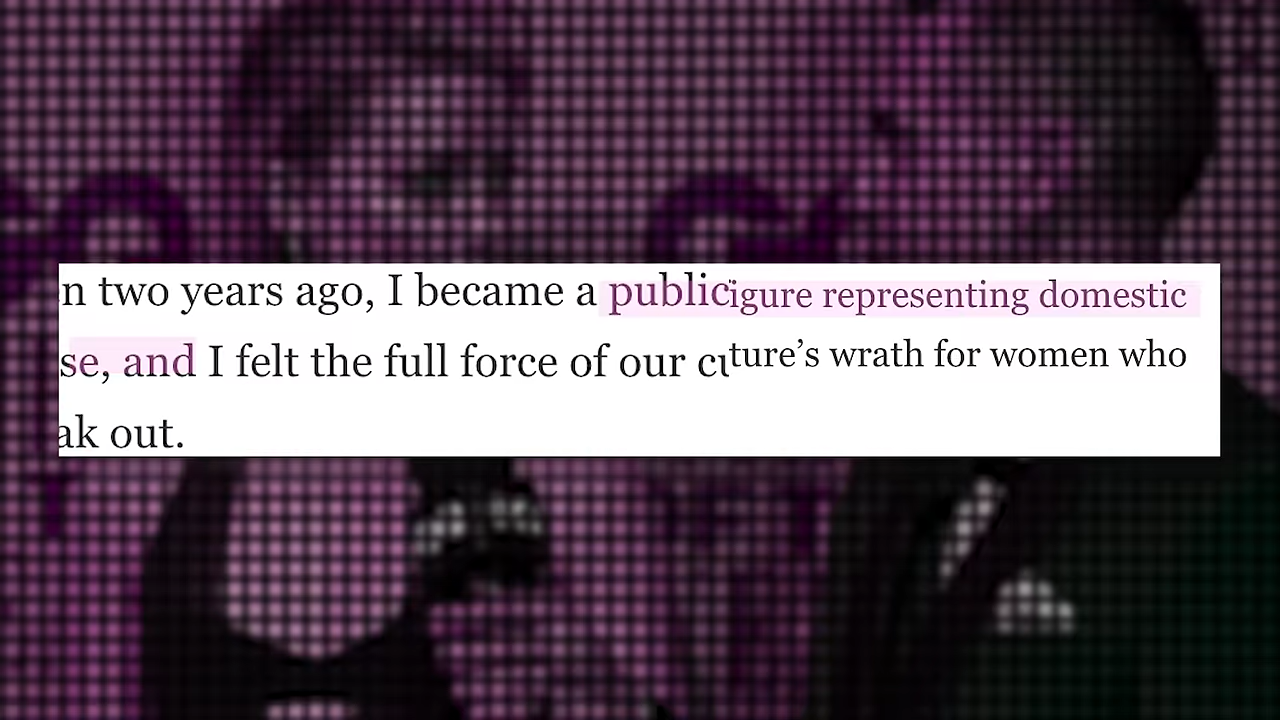 n two years ago, I became a publicigure representing domestic
se, and I felt the full force of our cuture’s wrath for women who
ak out.